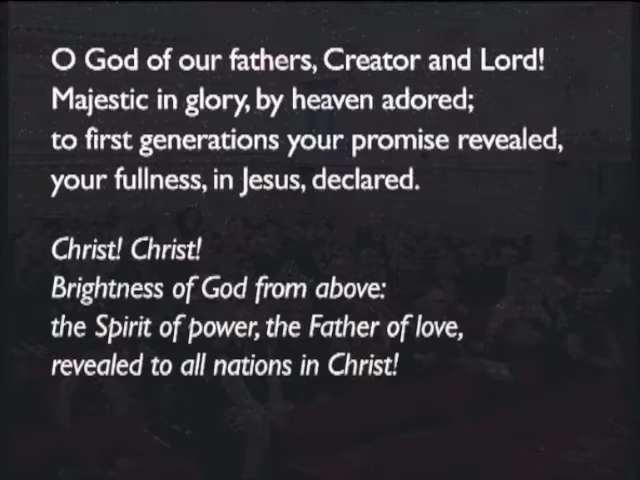 O God of our fathers, Creator and Lord!
Majestic in glory, by heaven adored;
to first generations your promise revealed,
your fullness, in Jesus, declared.
Christ! Christ!
Brightness of God from above:
the Spirit of power, the Father of love,
revealed to all nations in Christ!